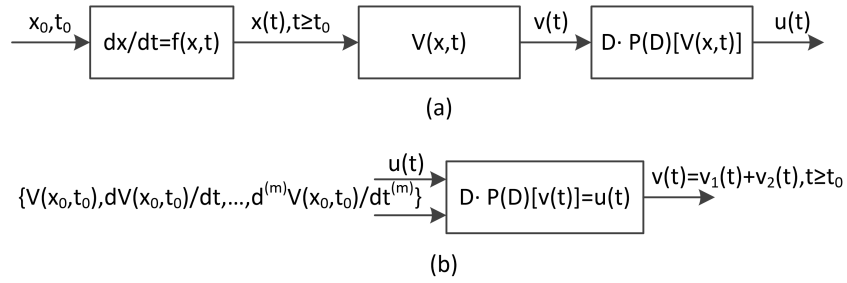 x₀,t₀
dx/dt=f(x,t)
x(t),t≥t₀
V(x,t)
v(t)
D· P(D)[V(x,t)]
u(t)
(a)
u(t)
{V(x₀,t₀),dV(x₀,t₀)/dt,...,d⁽ᵐ⁾V(x₀,t₀)/dt⁽ᵐ⁾}
D· P(D)[v(t)]=u(t)
v(t)=v₁(t)+v₂(t),t≥t₀
(b)